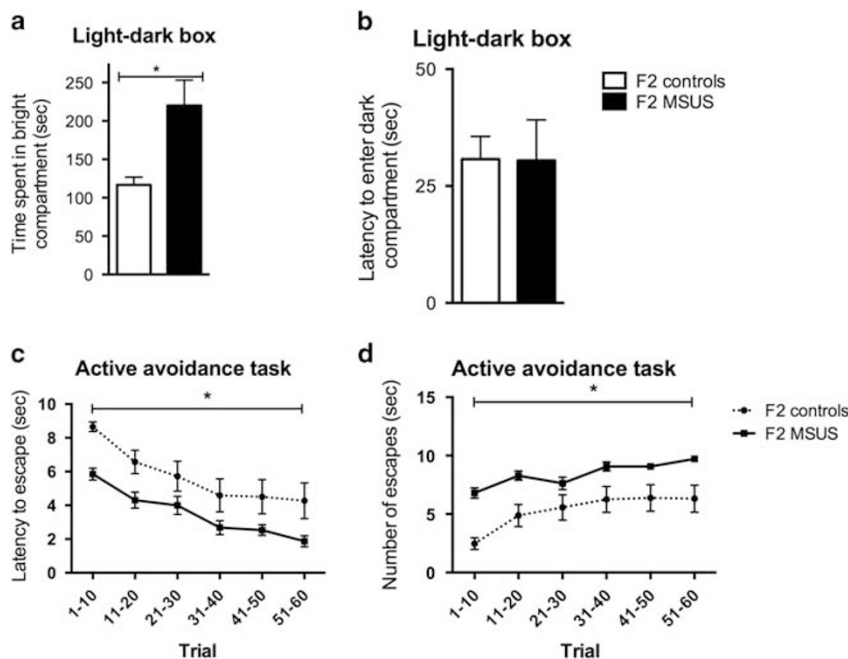 a
Light-dark box
*
Time spent in bright
compartment (sec)
250
200
150
100
50
0
b
Light-dark box
Latency to enter dark
compartment (sec)
50
25
0
F2 controls
F2 MSUS
c
Active avoidance task
*
Latency to escape (sec)
10
8
6
4
2
0
1-10
11-20
21-30
31-40
41-50
51-60
Trial
d
Active avoidance task
*
Number of escapes (sec)
15
10
5
0
1-10
11-20
21-30
31-40
41-50
51-60
Trial
F2 controls
F2 MSUS